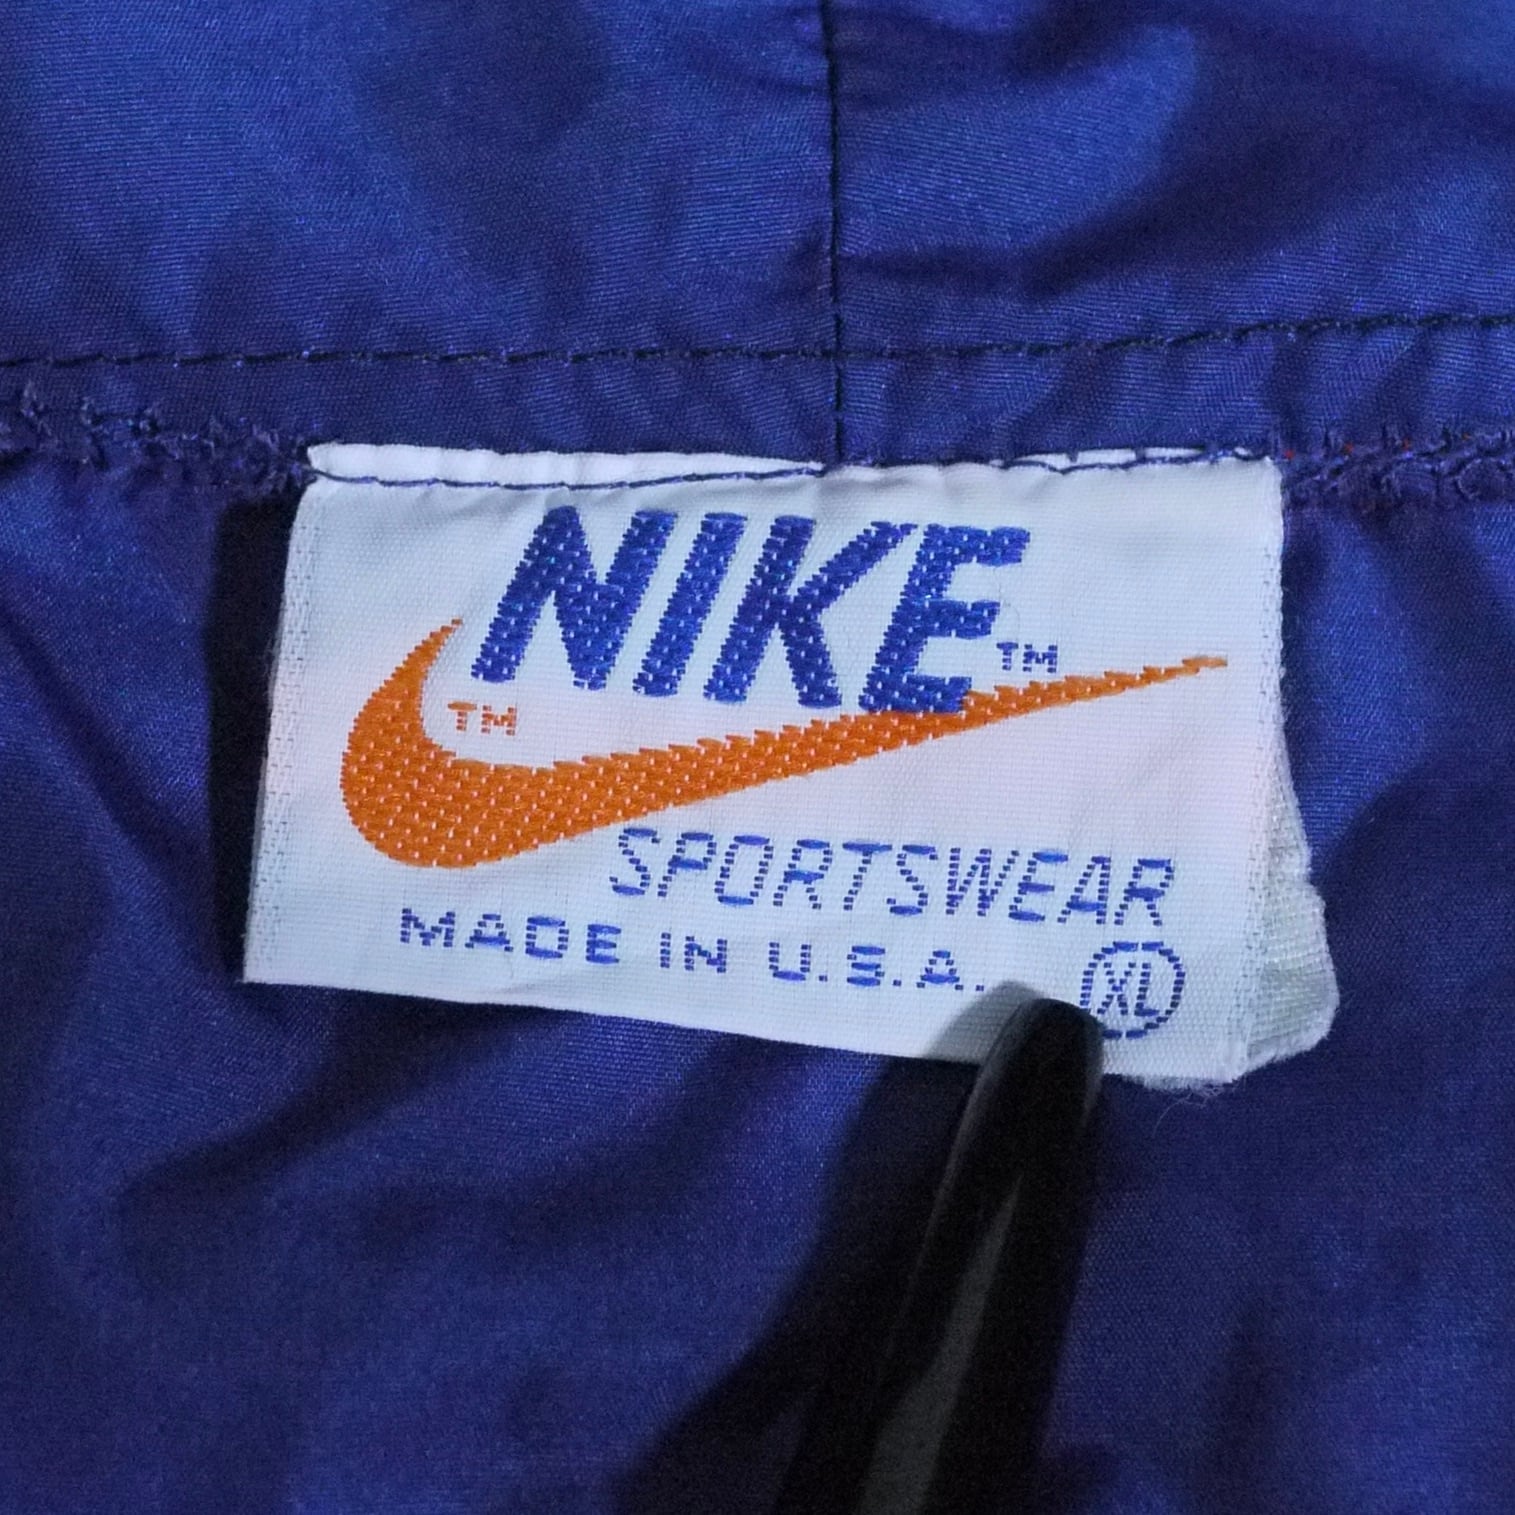 NIKE™
™
SPORTSWEAR
MADE IN U.S.A. XL